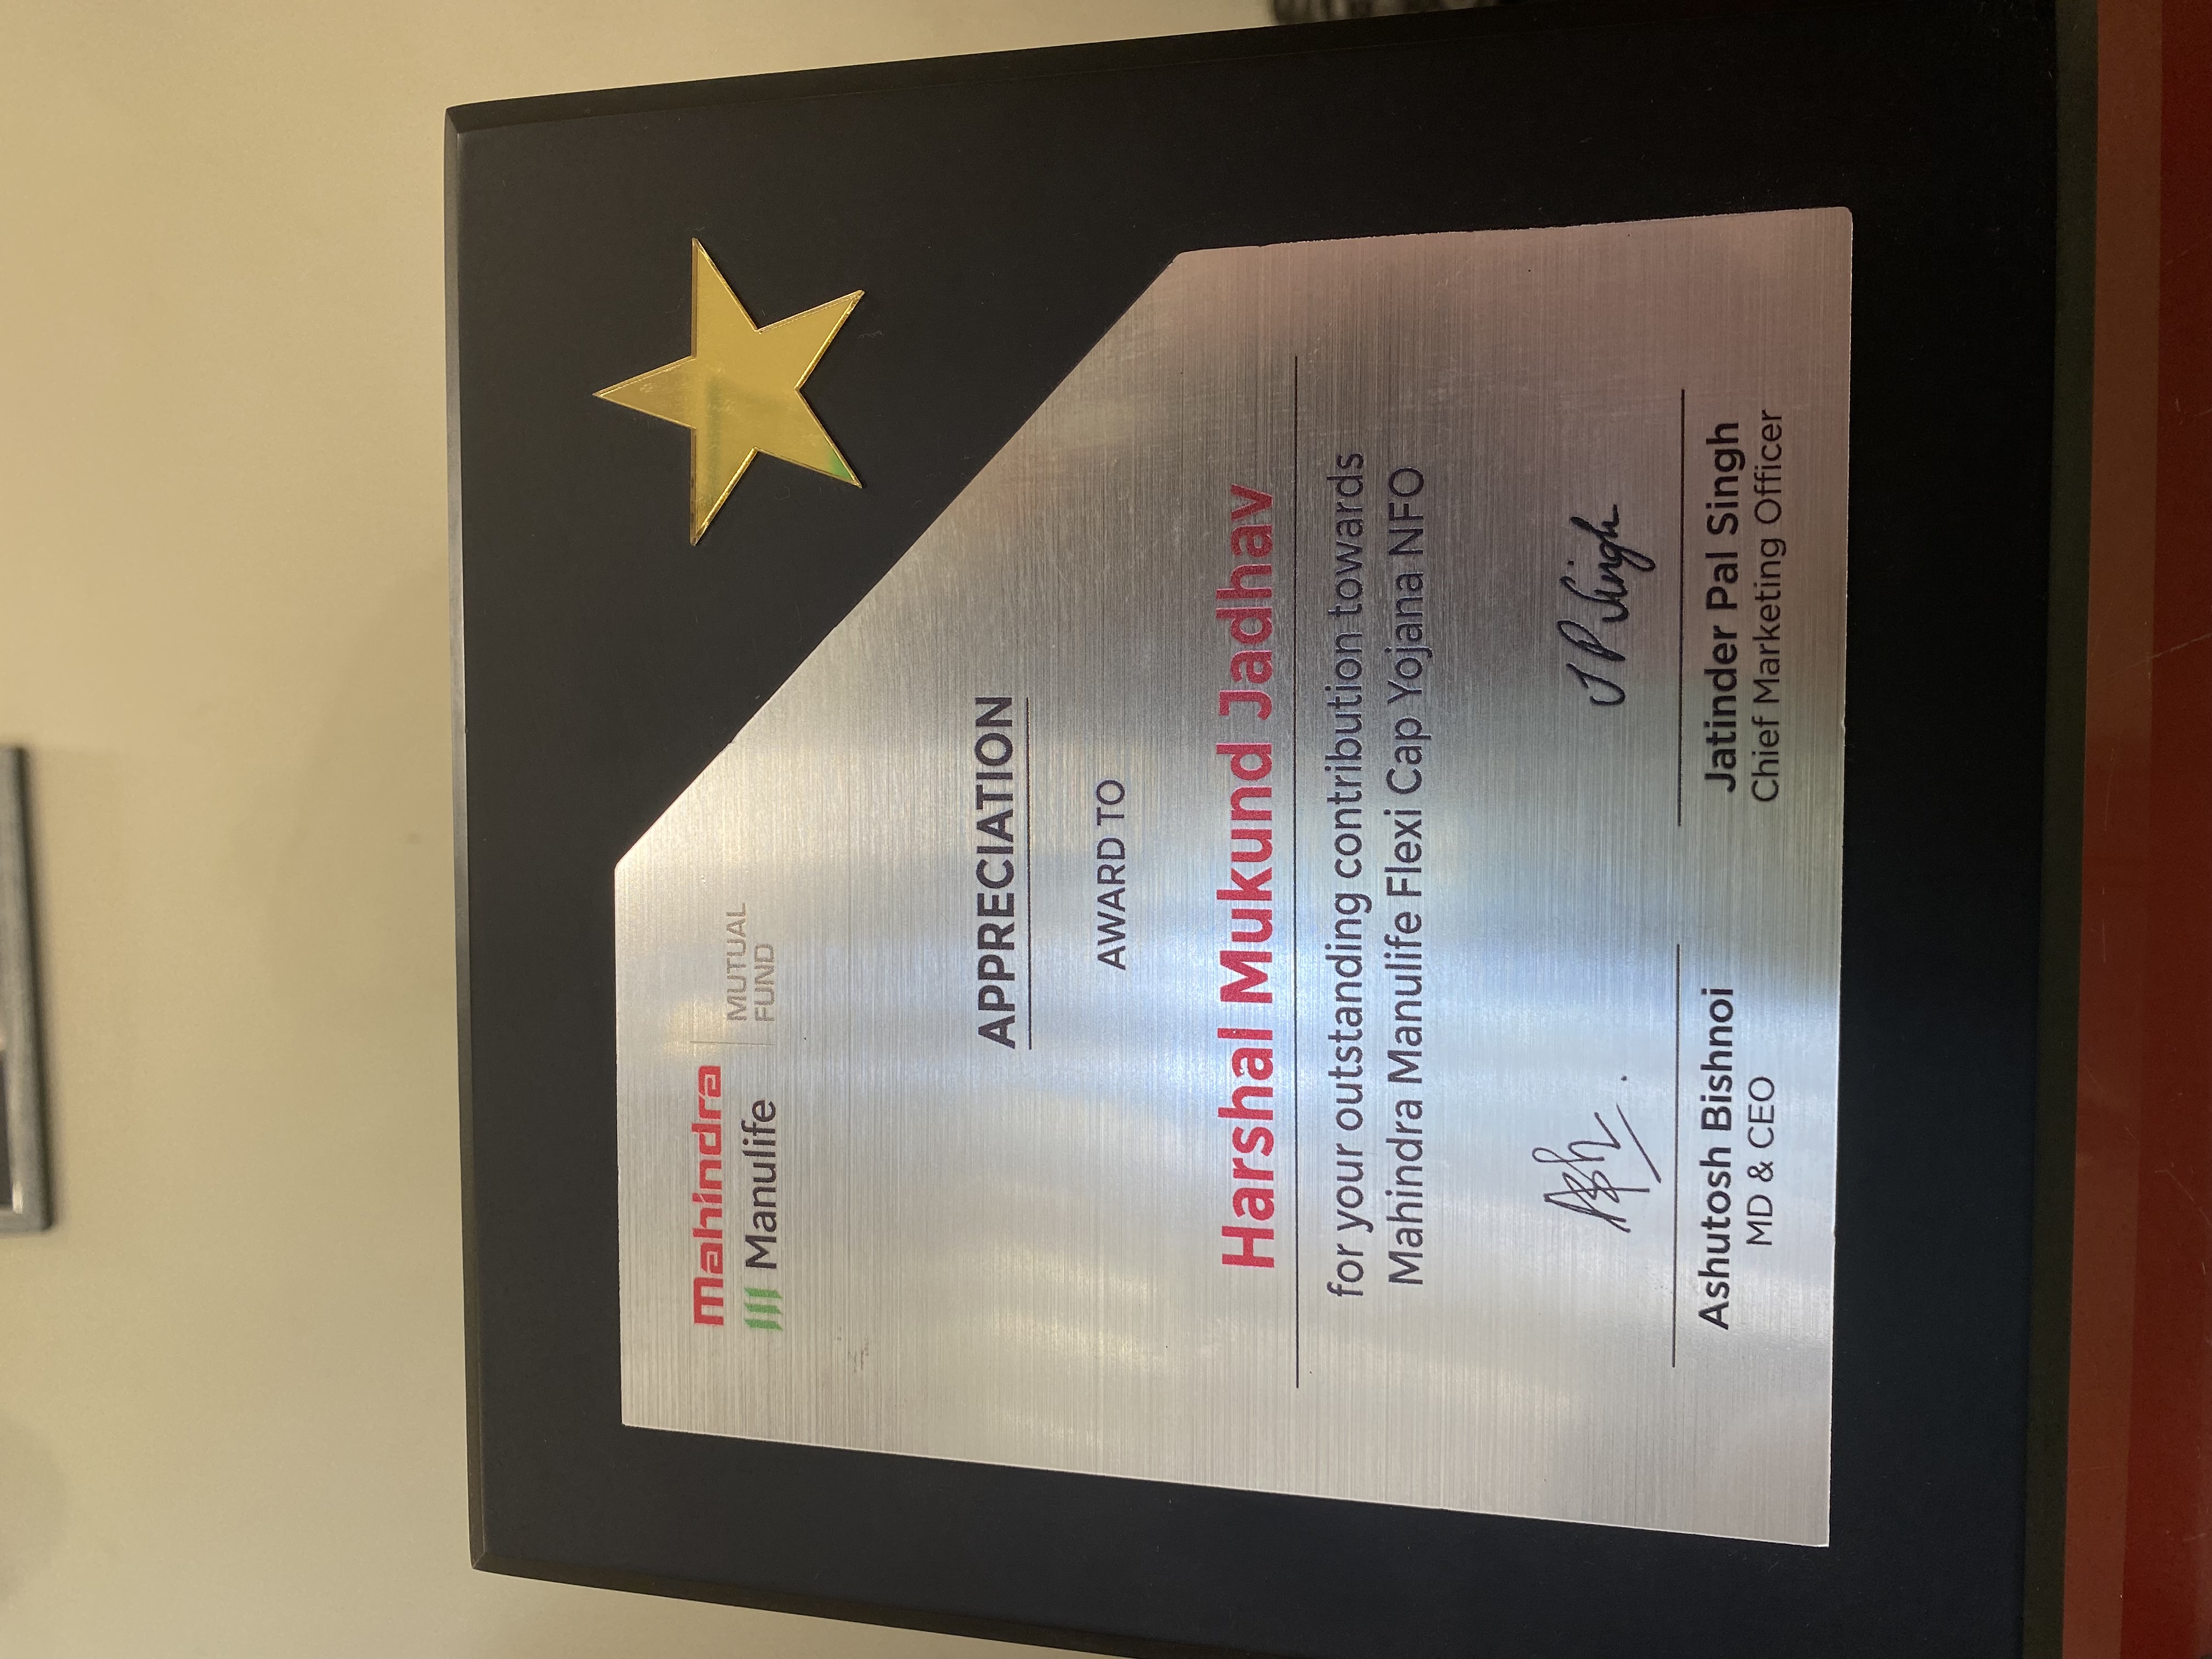 mahindra
Manulife
MUTUAL
FUND
APPRECIATION
AWARD TO
Harshal Mukund Jadhav
for your outstanding contribution towards
Mahindra Manulife Flexi Cap Yojana NFO
J P Singh
Ashutosh Bishnoi
MD & CEO
Jatinder Pal Singh
Chief Marketing Officer